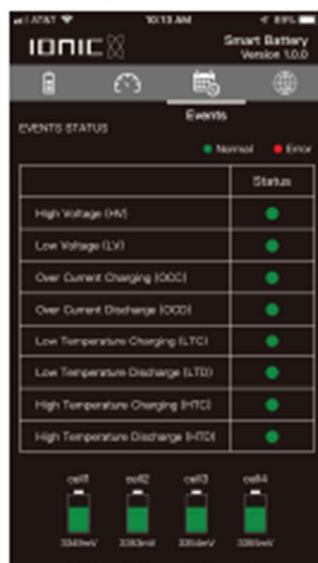 AT&T 10:13 AM
IONIC Smart Battery
Version 1.0.0
Events
EVENTS STATUS
Normal Error
Status
High Voltage (HV)
Low Voltage (LV)
Over Current Charging (OCC)
Over Current Discharge (OCD)
Low Temperature Charging (LTC)
Low Temperature Discharge (LTD)
High Temperature Charging (HTC)
High Temperature Discharge (HTD)
cell1 cell2 cell3 cell4